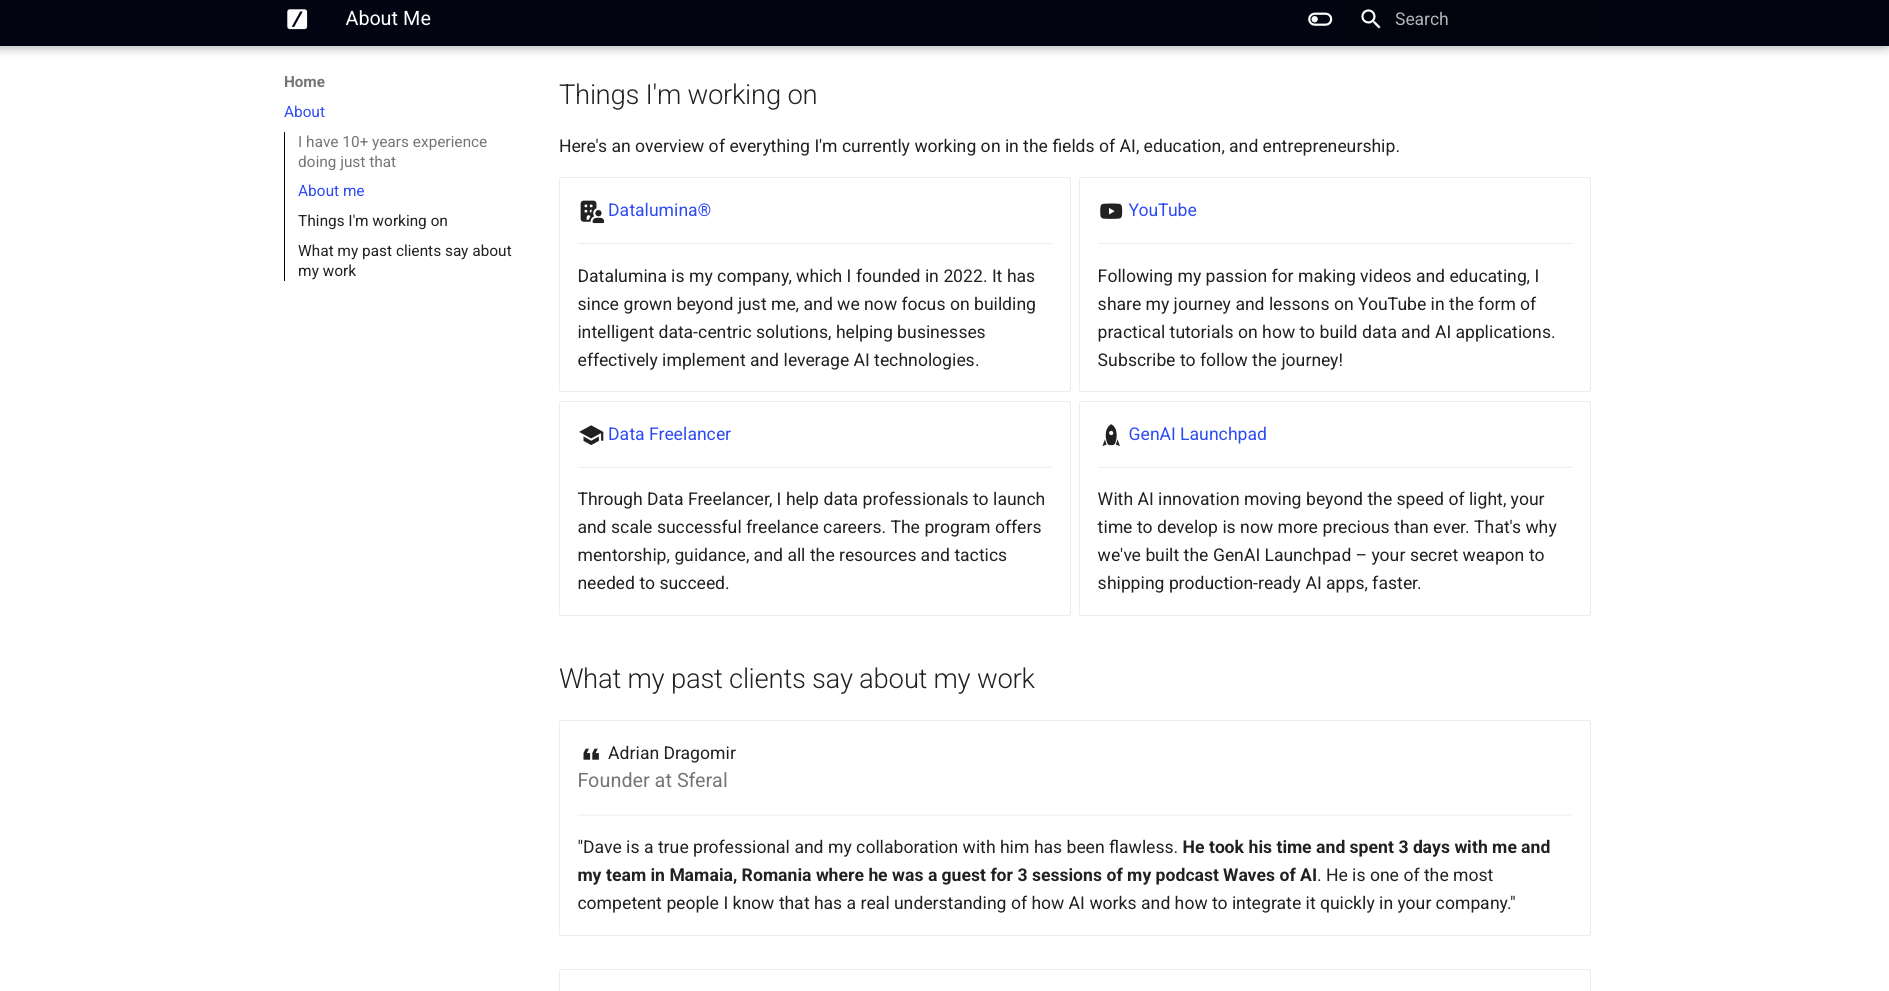 About Me
Search
Home
About
I have 10+ years experience
doing just that
About me
Things I'm working on
What my past clients say about
my work
Things I'm working on
Here's an overview of everything I'm currently working on in the fields of AI, education, and entrepreneurship.
Datalumina®
Datalumina is my company, which I founded in 2022. It has
since grown beyond just me, and we now focus on building
intelligent data-centric solutions, helping businesses
effectively implement and leverage AI technologies.
YouTube
Following my passion for making videos and educating, I
share my journey and lessons on YouTube in the form of
practical tutorials on how to build data and AI applications.
Subscribe to follow the journey!
Data Freelancer
Through Data Freelancer, I help data professionals to launch
and scale successful freelance careers. The program offers
mentorship, guidance, and all the resources and tactics
needed to succeed.
GenAI Launchpad
With AI innovation moving beyond the speed of light, your
time to develop is now more precious than ever. That's why
we've built the GenAI Launchpad – your secret weapon to
shipping production-ready AI apps, faster.
What my past clients say about my work
Adrian Dragomir
Founder at Sferal
"Dave is a true professional and my collaboration with him has been flawless. He took his time and spent 3 days with me and
my team in Mamaia, Romania where he was a guest for 3 sessions of my podcast Waves of AI. He is one of the most
competent people I know that has a real understanding of how AI works and how to integrate it quickly in your company."